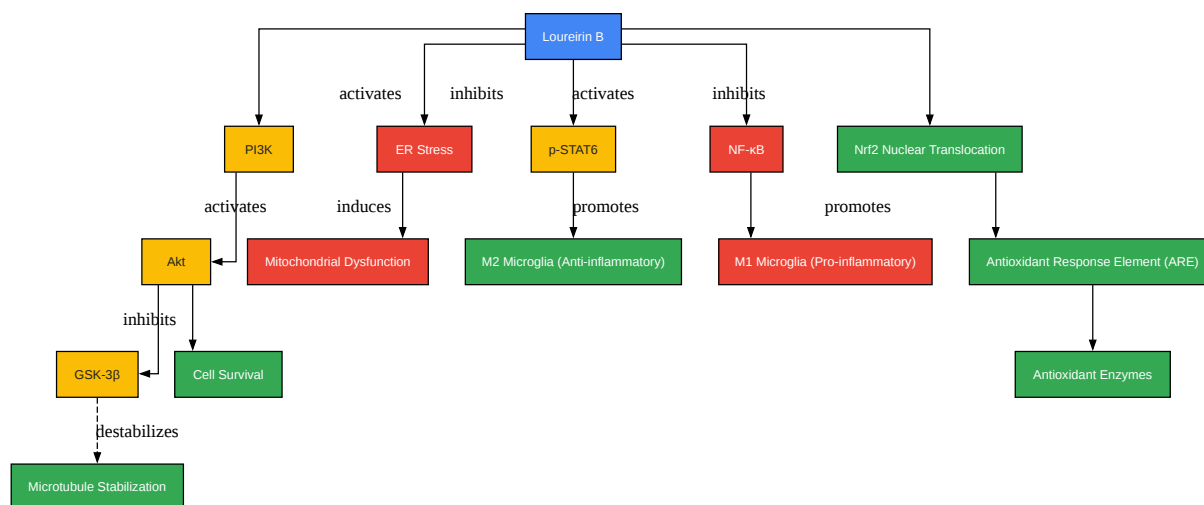 Loureirin B
activates
inhibits
activates
inhibits
PI3K
ER Stress
p-STAT6
NF-κB
Nrf2 Nuclear Translocation
activates
induces
promotes
promotes
Akt
Mitochondrial Dysfunction
M2 Microglia (Anti-inflammatory)
M1 Microglia (Pro-inflammatory)
Antioxidant Response Element (ARE)
inhibits
GSK-3β
Cell Survival
Antioxidant Enzymes
destabilizes
Microtubule Stabilization